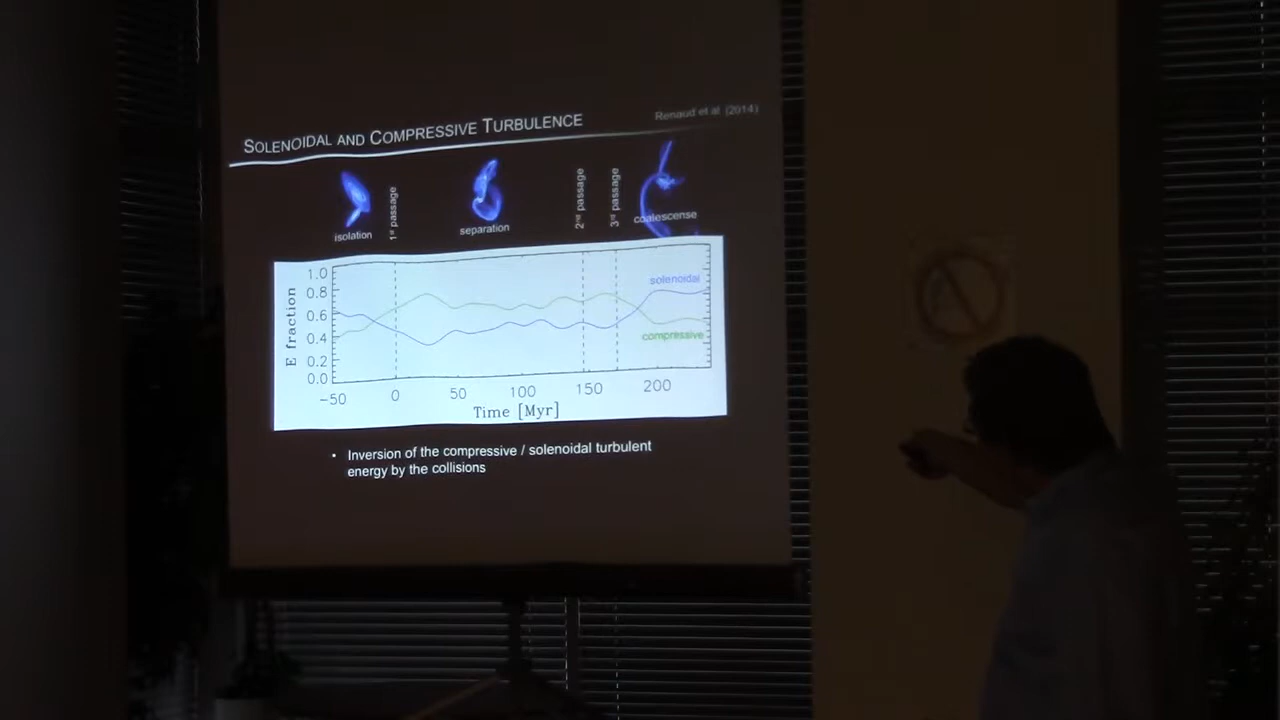 SOLENOIDAL AND COMPRESSIVE TURBULENCE
Renaud et al. (2014)
isolation
1st passage
separation
2nd passage
3rd passage
coalescense
E fraction
1.0
0.8
0.6
0.4
0.2
0.0
solenoidal
compressive
−50
0
50
100
150
200
Time [Myr]
• Inversion of the compressive / solenoidal turbulent
energy by the collisions